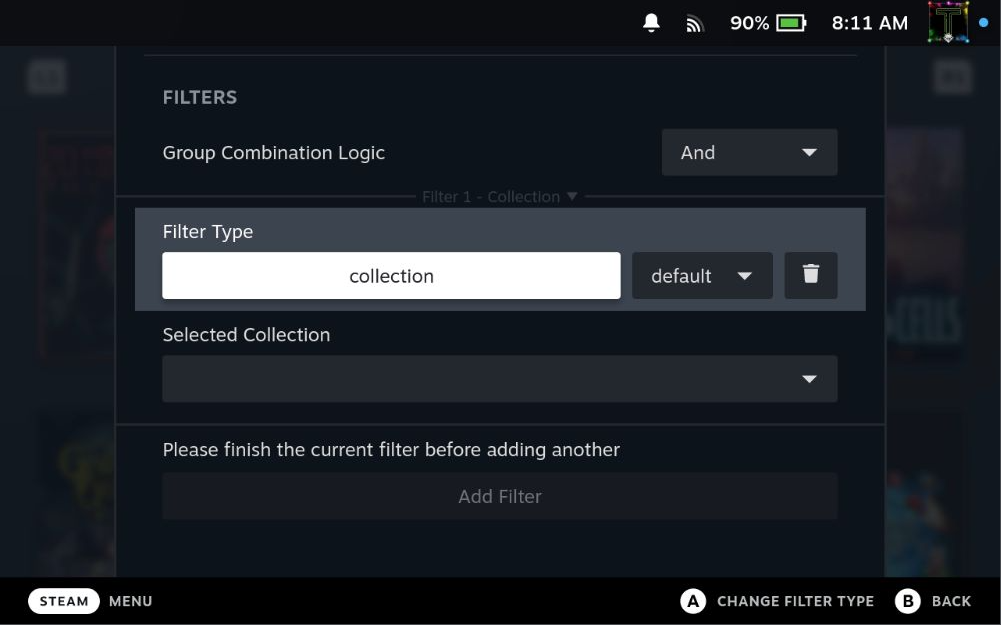 90% 8:11 AM
FILTERS
Group Combination Logic And
Filter 1 - Collection ▼
Filter Type
collection default
Selected Collection
Please finish the current filter before adding another
Add Filter
STEAM MENU A CHANGE FILTER TYPE B BACK
CELLS